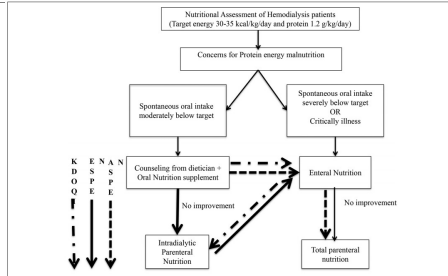 Nutritional Assessment of Hemodialysis patients
(Target energy 30-35 kcal/kg/day and protein 1.2 g/kg/day)
Concerns for Protein energy malnutrition
Spontaneous oral intake
moderately below target
Spontaneous oral intake
severely below target
OR
Critically illness
K
D
O
Q
E N
S
P
E
A N
S
P
E
Counseling from dietician +
Oral Nutrition supplement
Enteral Nutrition
No improvement
No improvement
Intradialytic
Parenteral
Nutrition
Total parenteral
nutrition